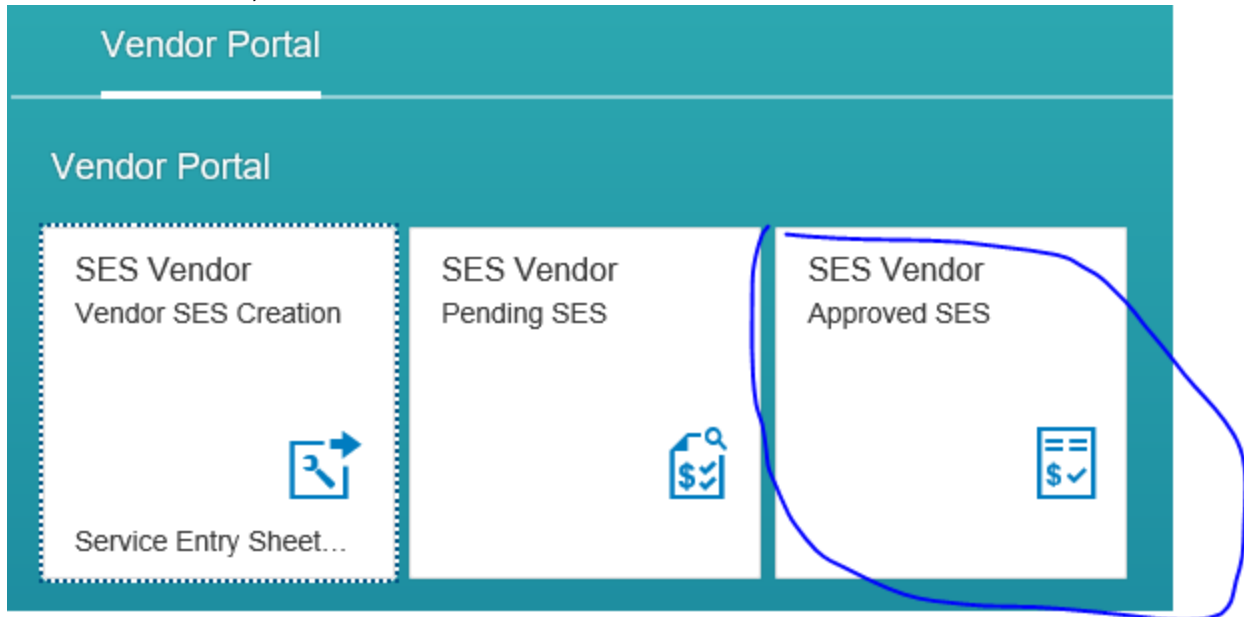 Vendor Portal
Vendor Portal
SES Vendor
Vendor SES Creation
Service Entry Sheet...
SES Vendor
Pending SES
SES Vendor
Approved SES